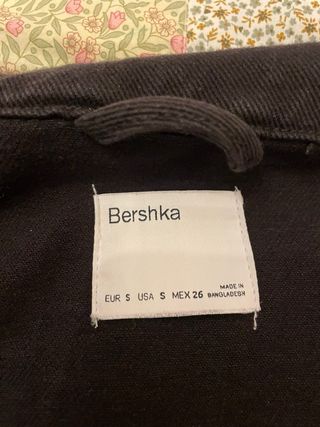 Bershka
MADE IN
EUR S USA S MEX 26 BANGLADESH